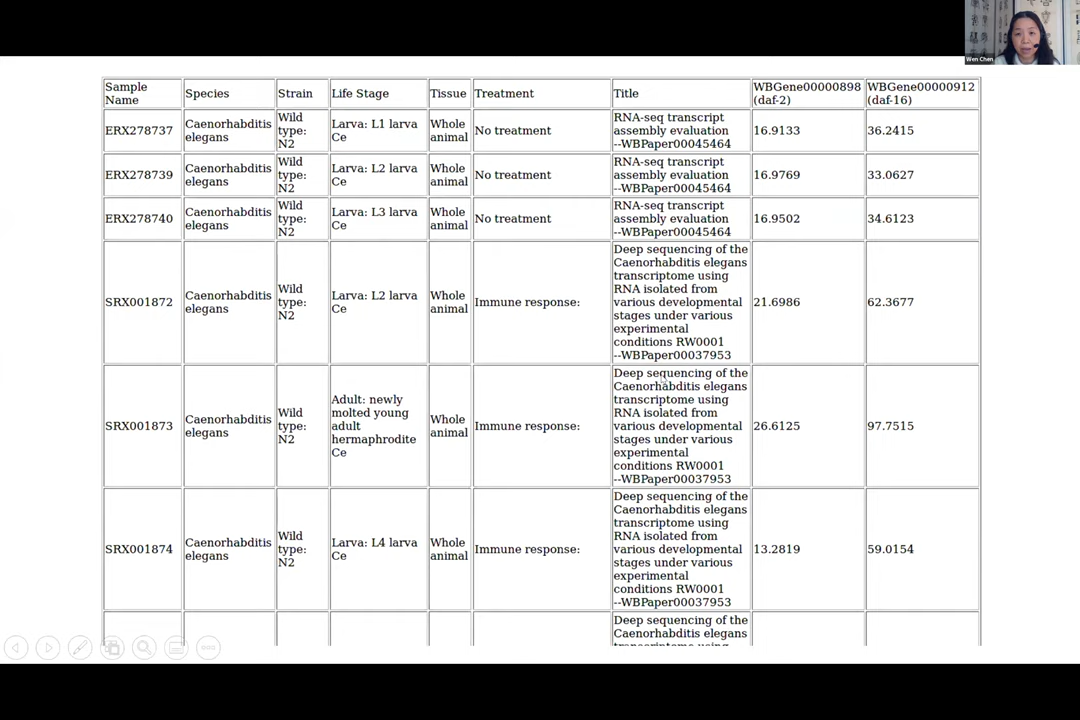 Wen Chen
Sample
Name
Species
Strain
Life Stage
Tissue
Treatment
Title
WBGene00000898
(daf-2)
WBGene00000912
(daf-16)
ERX278737
Caenorhabditis
elegans
Wild
type:
N2
Larva: L1 larva
Ce
Whole
animal
No treatment
RNA-seq transcript
assembly evaluation
--WBPaper00045464
16.9133
36.2415
ERX278739
Caenorhabditis
elegans
Wild
type:
N2
Larva: L2 larva
Ce
Whole
animal
No treatment
RNA-seq transcript
assembly evaluation
--WBPaper00045464
16.9769
33.0627
ERX278740
Caenorhabditis
elegans
Wild
type:
N2
Larva: L3 larva
Ce
Whole
animal
No treatment
RNA-seq transcript
assembly evaluation
--WBPaper00045464
16.9502
34.6123
SRX001872
Caenorhabditis
elegans
Wild
type:
N2
Larva: L2 larva
Ce
Whole
animal
Immune response:
Deep sequencing of the
Caenorhabditis elegans
transcriptome using
RNA isolated from
various developmental
stages under various
experimental
conditions RW0001
--WBPaper00037953
21.6986
62.3677
SRX001873
Caenorhabditis
elegans
Wild
type:
N2
Adult: newly
molted young
adult
hermaphrodite
Ce
Whole
animal
Immune response:
Deep sequencing of the
Caenorhabditis elegans
transcriptome using
RNA isolated from
various developmental
stages under various
experimental
conditions RW0001
--WBPaper00037953
26.6125
97.7515
SRX001874
Caenorhabditis
elegans
Wild
type:
N2
Larva: L4 larva
Ce
Whole
animal
Immune response:
Deep sequencing of the
Caenorhabditis elegans
transcriptome using
RNA isolated from
various developmental
stages under various
experimental
conditions RW0001
--WBPaper00037953
13.2819
59.0154
Deep sequencing of the
Caenorhabditis elegans